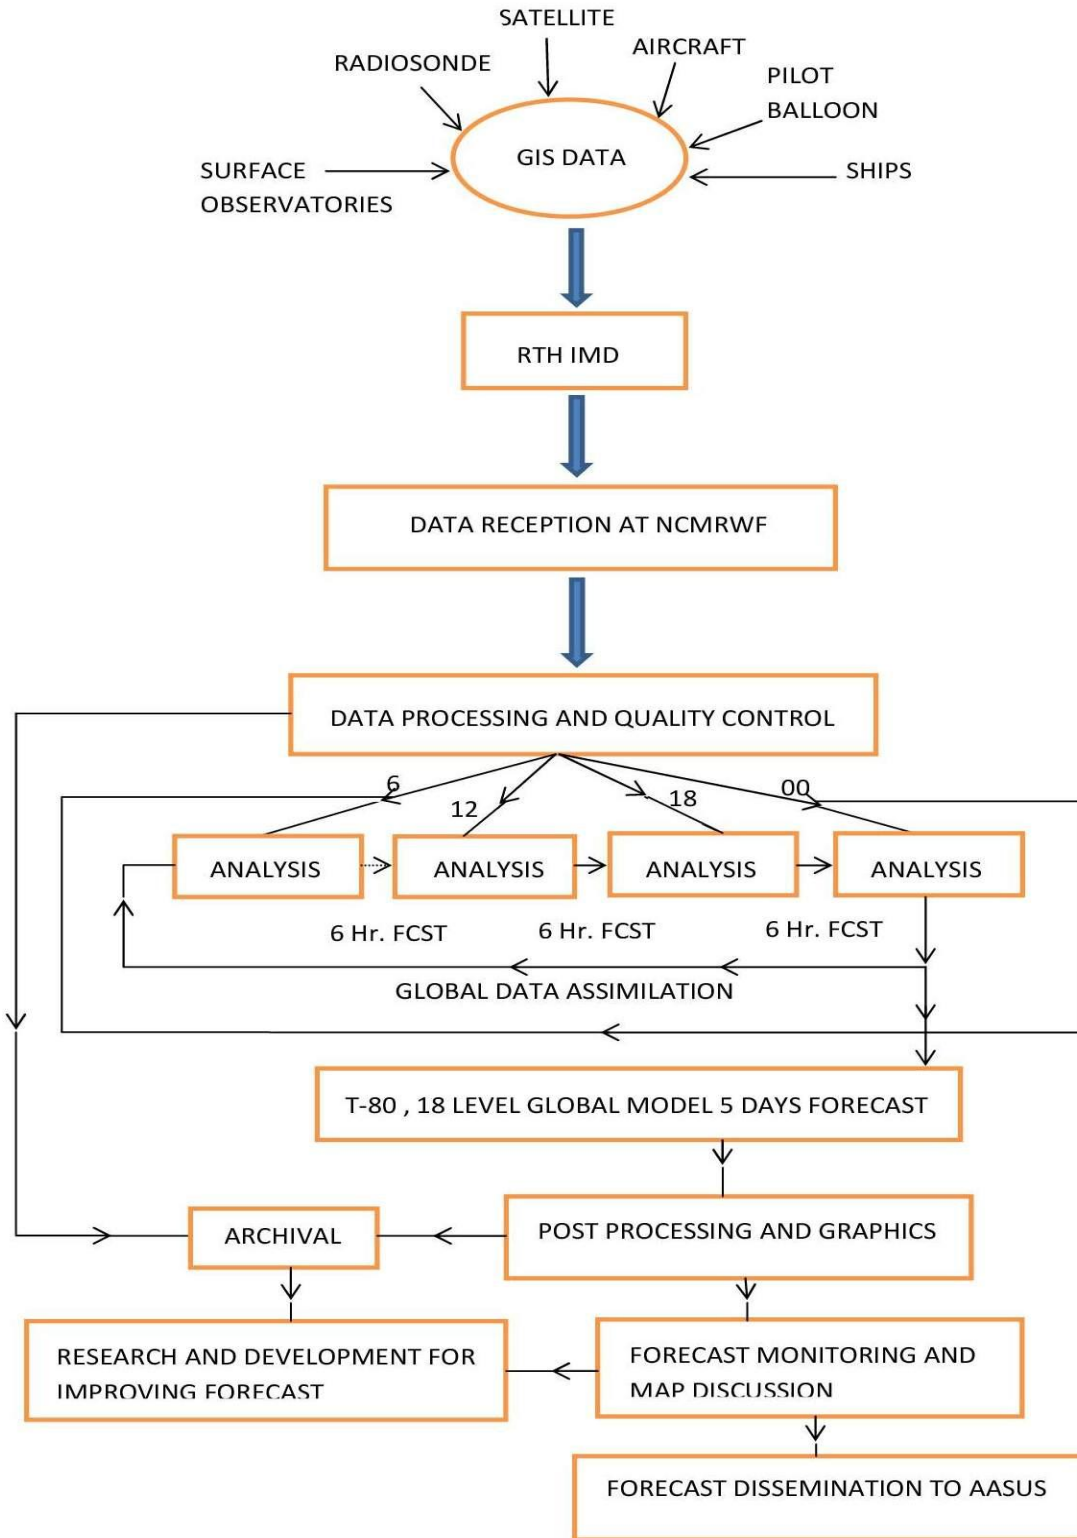 SATELLITE
AIRCRAFT
RADIOSONDE
PILOT
BALLOON
GIS DATA
SURFACE
OBSERVATORIES
SHIPS
RTH IMD
DATA RECEPTION AT NCMRWF
DATA PROCESSING AND QUALITY CONTROL
6
12
18
00
ANALYSIS
ANALYSIS
ANALYSIS
ANALYSIS
6 Hr. FCST
6 Hr. FCST
6 Hr. FCST
GLOBAL DATA ASSIMILATION
T-80 , 18 LEVEL GLOBAL MODEL 5 DAYS FORECAST
ARCHIVAL
POST PROCESSING AND GRAPHICS
RESEARCH AND DEVELOPMENT FOR
IMPROVING FORECAST
FORECAST MONITORING AND
MAP DISCUSSION
FORECAST DISSEMINATION TO AASUS